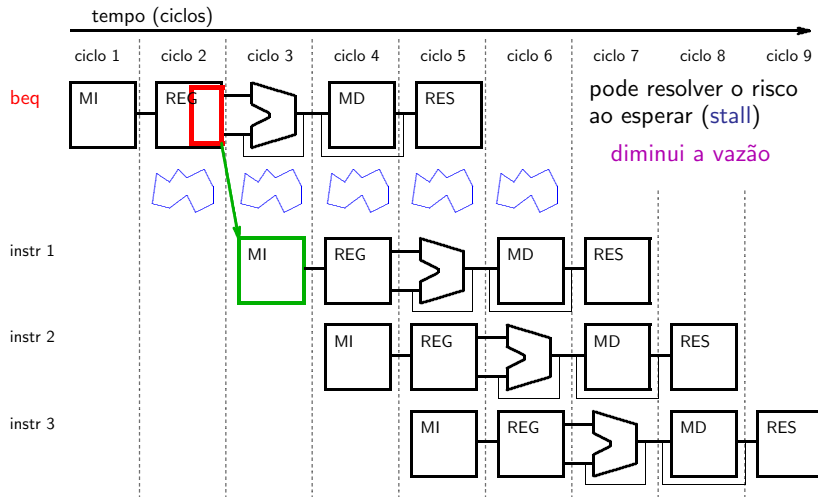 tempo (ciclos)
ciclo 1 ciclo 2 ciclo 3 ciclo 4 ciclo 5 ciclo 6 ciclo 7 ciclo 8 ciclo 9
beq MI REG MD RES
pode resolver o risco
ao esperar (stall)
diminui a vazão
instr 1 MI REG MD RES
instr 2 MI REG MD RES
instr 3 MI REG MD RES